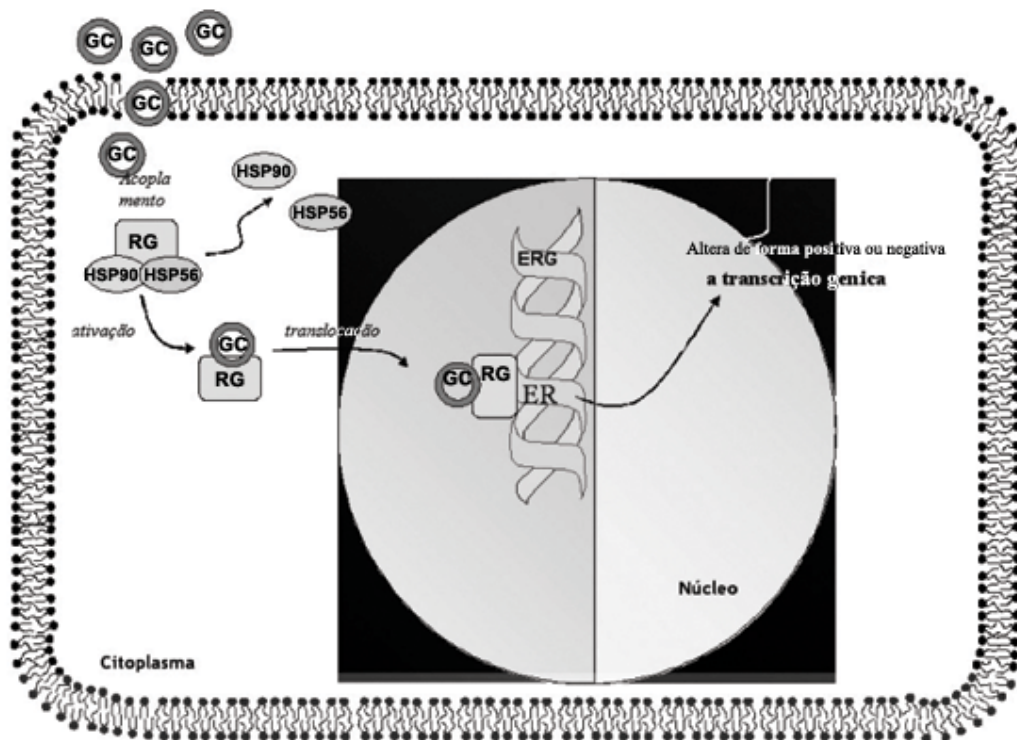 GC
GC
GC
GC
GC
Acopla
mento
HSP90
HSP56
RG
HSP90 HSP56
ativação
GC
RG
translocação
ERG
GC RG
ER
Altera de forma positiva ou negativa
a transcrição genica
Núcleo
Citoplasma